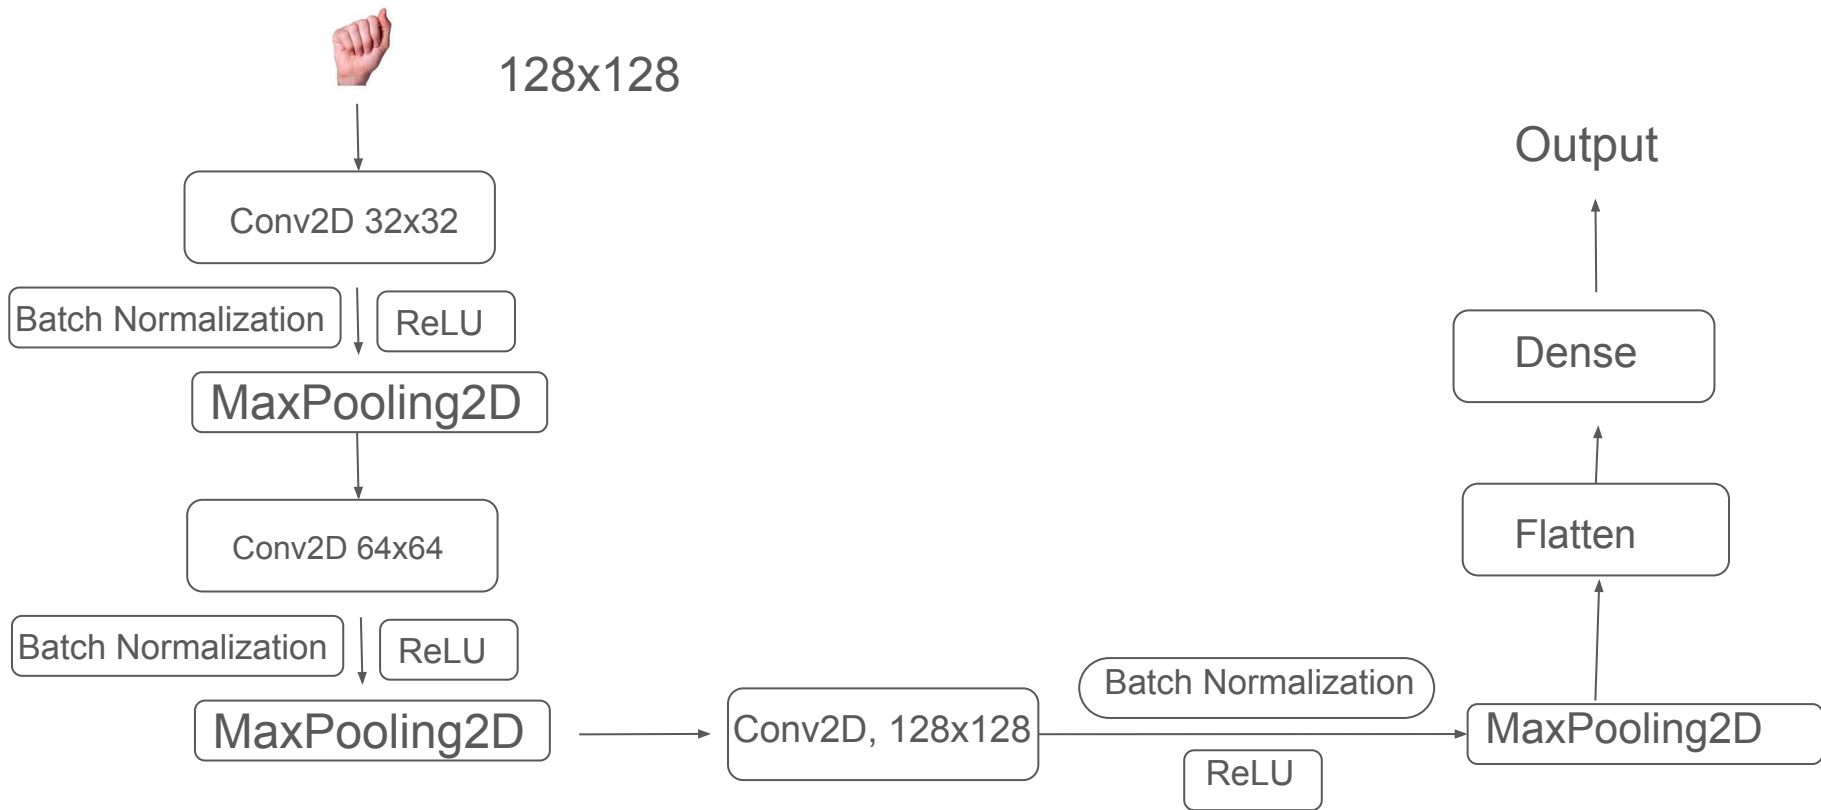 128x128
Conv2D 32x32
Batch Normalization
ReLU
MaxPooling2D
Conv2D 64x64
Batch Normalization
ReLU
MaxPooling2D
Conv2D, 128x128
Batch Normalization
ReLU
MaxPooling2D
Flatten
Dense
Output